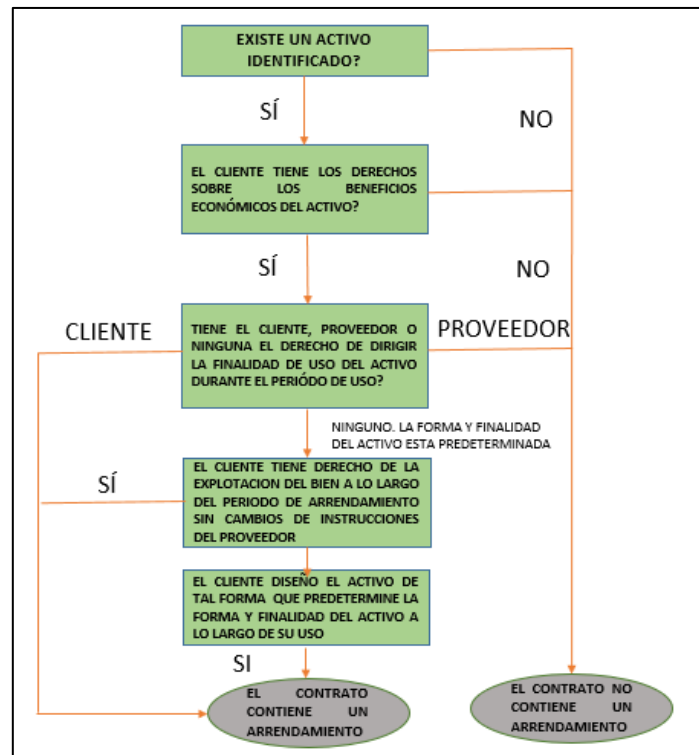 EXISTE UN ACTIVO
IDENTIFICADO?
SÍ
NO
EL CLIENTE TIENE LOS DERECHOS
SOBRE LOS BENEFICIOS
ECONÓMICOS DEL ACTIVO?
SÍ
NO
CLIENTE
TIENE EL CLIENTE, PROVEEDOR O
NINGUNA EL DERECHO DE DIRIGIR
LA FINALIDAD DE USO DEL ACTIVO
DURANTE EL PERIÓDO DE USO?
PROVEEDOR
NINGUNO. LA FORMA Y FINALIDAD
DEL ACTIVO ESTA PREDETERMINADA
SÍ
EL CLIENTE TIENE DERECHO DE LA
EXPLOTACION DEL BIEN A LO LARGO
DEL PERIODO DE ARRENDAMIENTO
SIN CAMBIOS DE INSTRUCCIONES
DEL PROVEEDOR
EL CLIENTE DISEÑO EL ACTIVO DE
TAL FORMA QUE PREDETERMINE LA
FORMA Y FINALIDAD DEL ACTIVO A
LO LARGO DE SU USO
SI
EL CONTRATO
CONTIENE UN
ARRENDAMIENTO
EL CONTRATO NO
CONTIENE UN
ARRENDAMIENTO